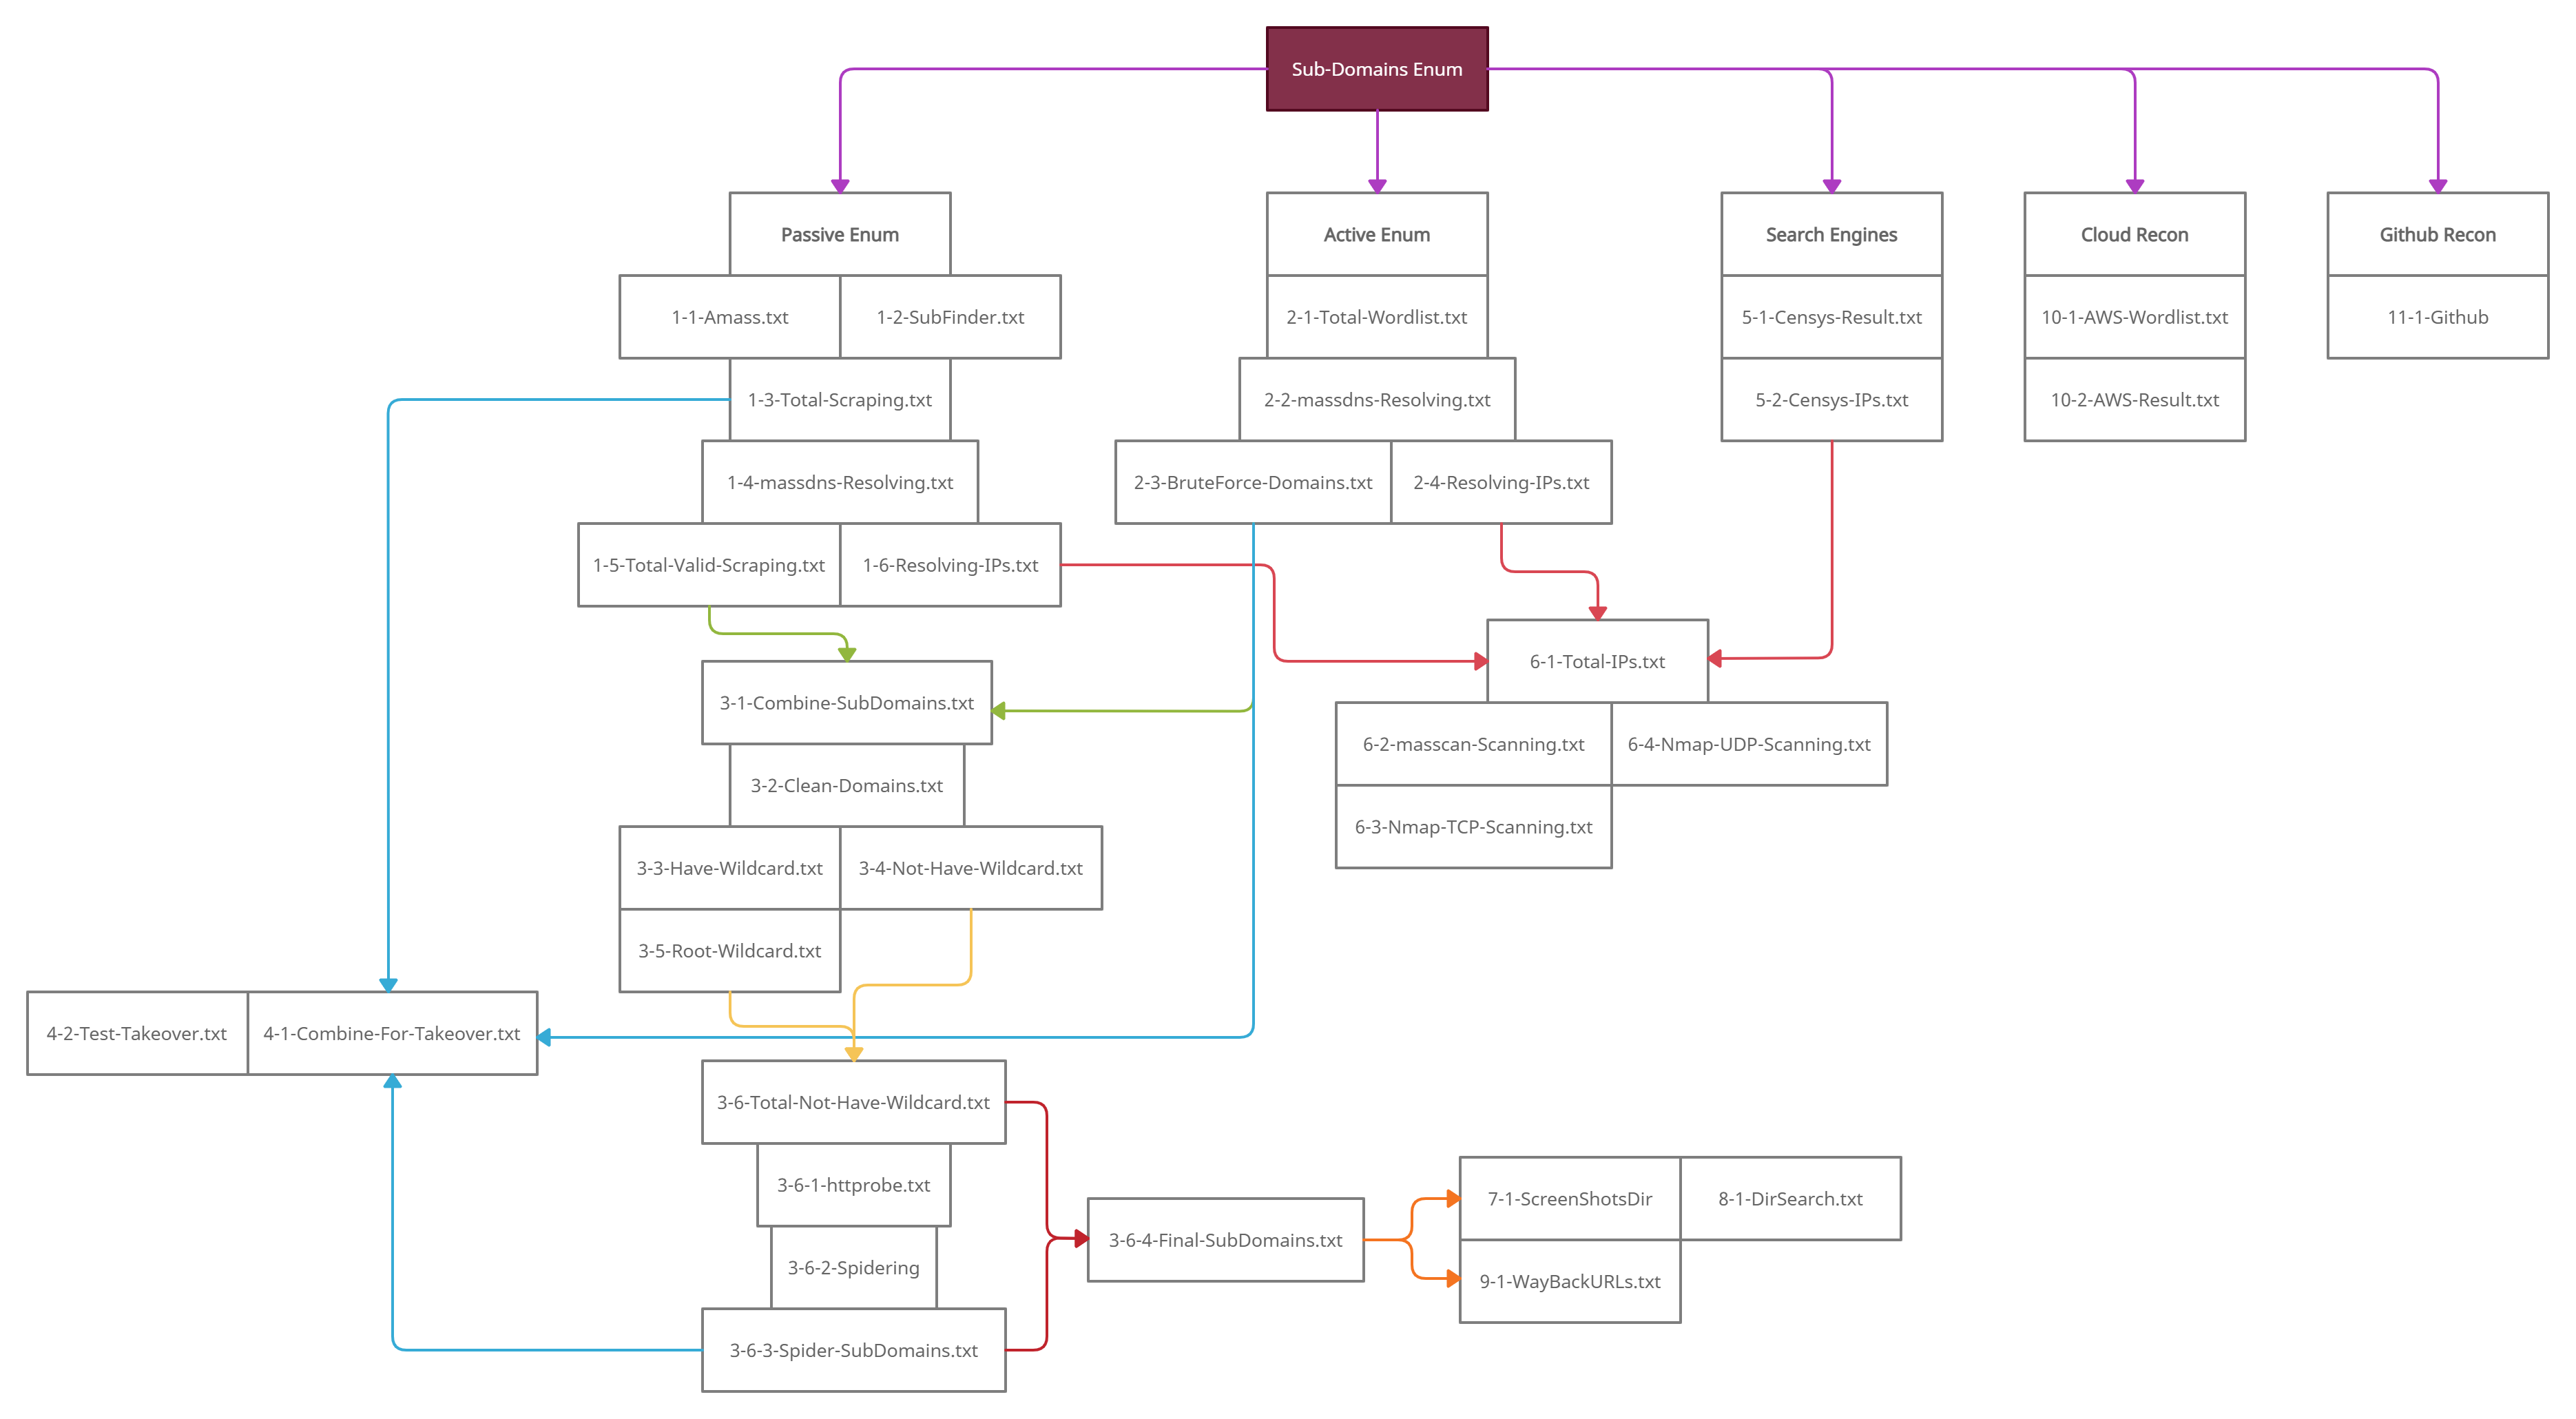 Sub-Domains Enum
Passive Enum
Active Enum
Search Engines
Cloud Recon
Github Recon
1-1-Amass.txt
1-2-SubFinder.txt
2-1-Total-Wordlist.txt
5-1-Censys-Result.txt
10-1-AWS-Wordlist.txt
11-1-Github
1-3-Total-Scraping.txt
2-2-massdns-Resolving.txt
5-2-Censys-IPs.txt
10-2-AWS-Result.txt
1-4-massdns-Resolving.txt
2-3-BruteForce-Domains.txt
2-4-Resolving-IPs.txt
1-5-Total-Valid-Scraping.txt
1-6-Resolving-IPs.txt
6-1-Total-IPs.txt
3-1-Combine-SubDomains.txt
6-2-masscan-Scanning.txt
6-4-Nmap-UDP-Scanning.txt
3-2-Clean-Domains.txt
6-3-Nmap-TCP-Scanning.txt
3-3-Have-Wildcard.txt
3-4-Not-Have-Wildcard.txt
3-5-Root-Wildcard.txt
4-2-Test-Takeover.txt
4-1-Combine-For-Takeover.txt
3-6-Total-Not-Have-Wildcard.txt
3-6-1-httprobe.txt
7-1-ScreenShotsDir
8-1-DirSearch.txt
3-6-4-Final-SubDomains.txt
3-6-2-Spidering
9-1-WayBackURLs.txt
3-6-3-Spider-SubDomains.txt